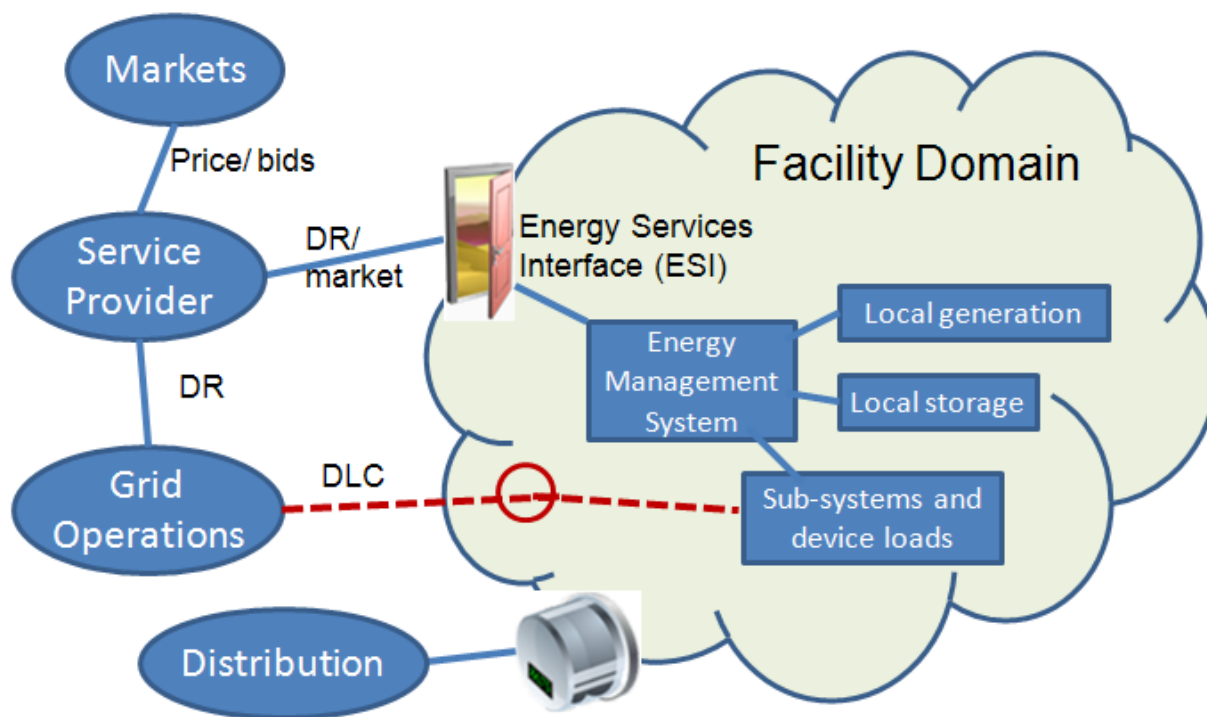 Markets
Price/ bids
Facility Domain
Service
Provider
DR/
market
Energy Services
Interface (ESI)
Local generation
Energy
Management
System
Local storage
DR
DLC
Grid
Operations
Sub-systems and
device loads
Distribution